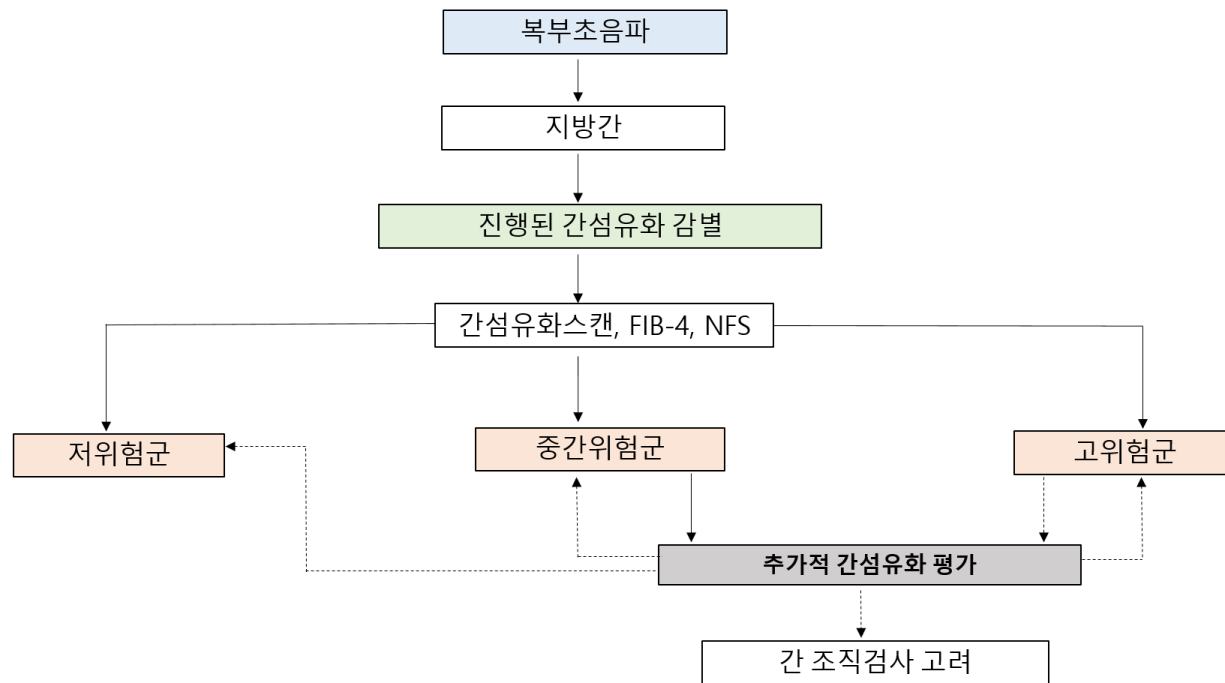 복부초음파
지방간
진행된 간섬유화 감별
간섬유화스캔, FIB-4, NFS
저위험군
중간위험군
고위험군
추가적 간섬유화 평가
간 조직검사 고려